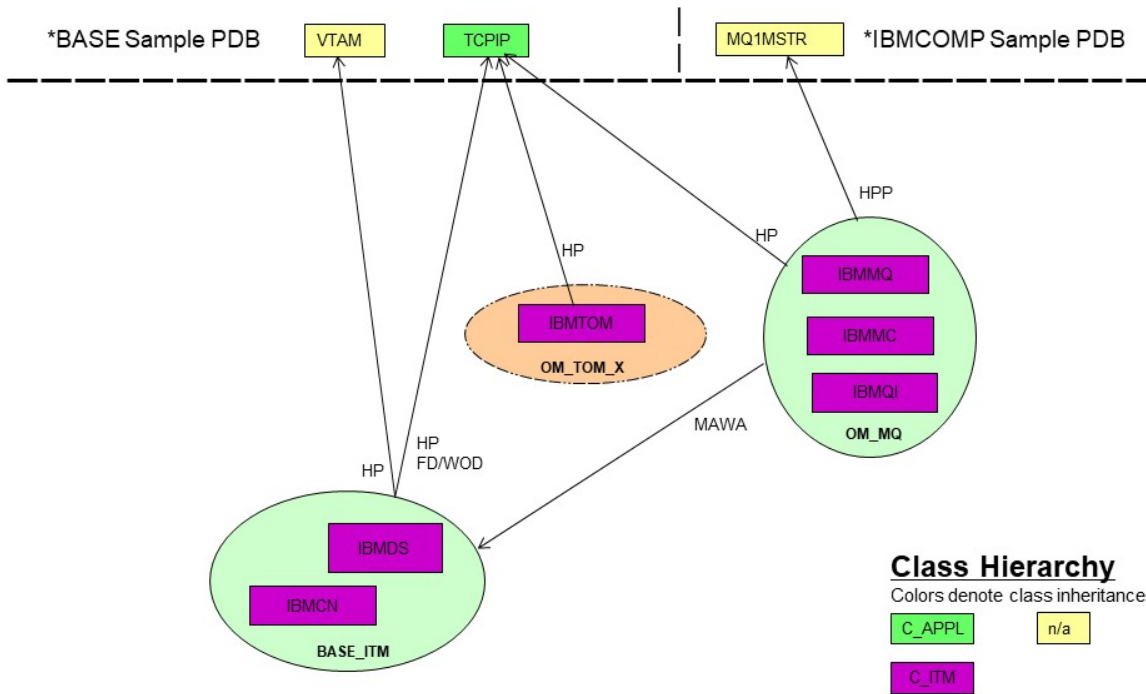 *BASE Sample PDB
VTAM
TCPIP
MQ1MSTR
*IBMCOMP Sample PDB
HPP
HP
HP
IBMMQ
IBMTOM
IBMMC
OM_TOM_X
IBMQI
MAWA
OM_MQ
HP
HP
FD/WOD
IBMDS
IBMCN
BASE_ITM
Class Hierarchy
Colors denote class inheritance
C_APPL
n/a
C_ITM